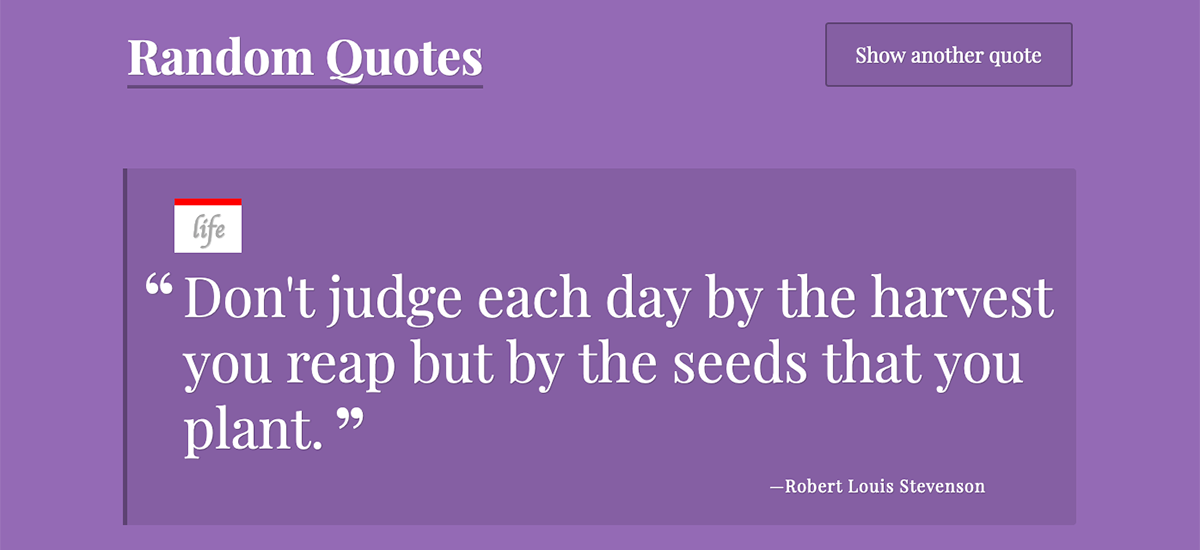 Random Quotes
Show another quote
life
“ Don't judge each day by the harvest
you reap but by the seeds that you
plant. ”
—Robert Louis Stevenson